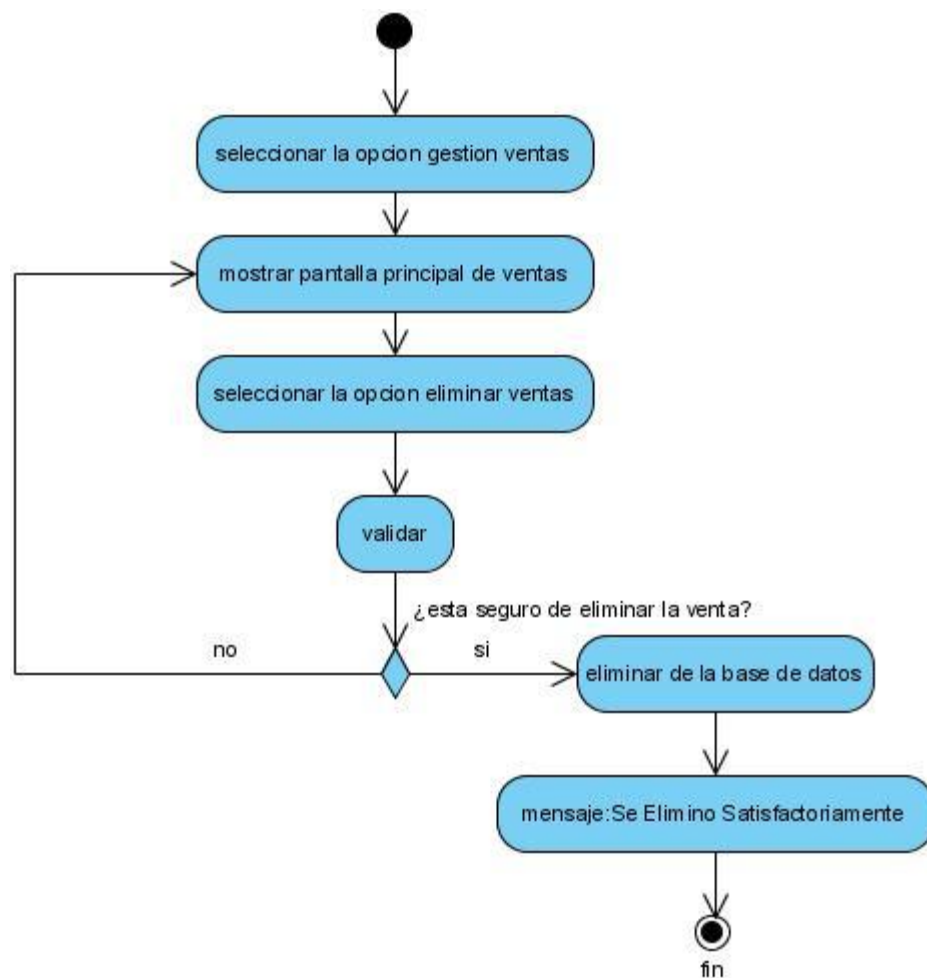 seleccionar la opcion gestion ventas
mostrar pantalla principal de ventas
seleccionar la opcion eliminar ventas
validar
¿esta seguro de eliminar la venta?
no
si
eliminar de la base de datos
mensaje:Se Elimino Satisfactoriamente
fin